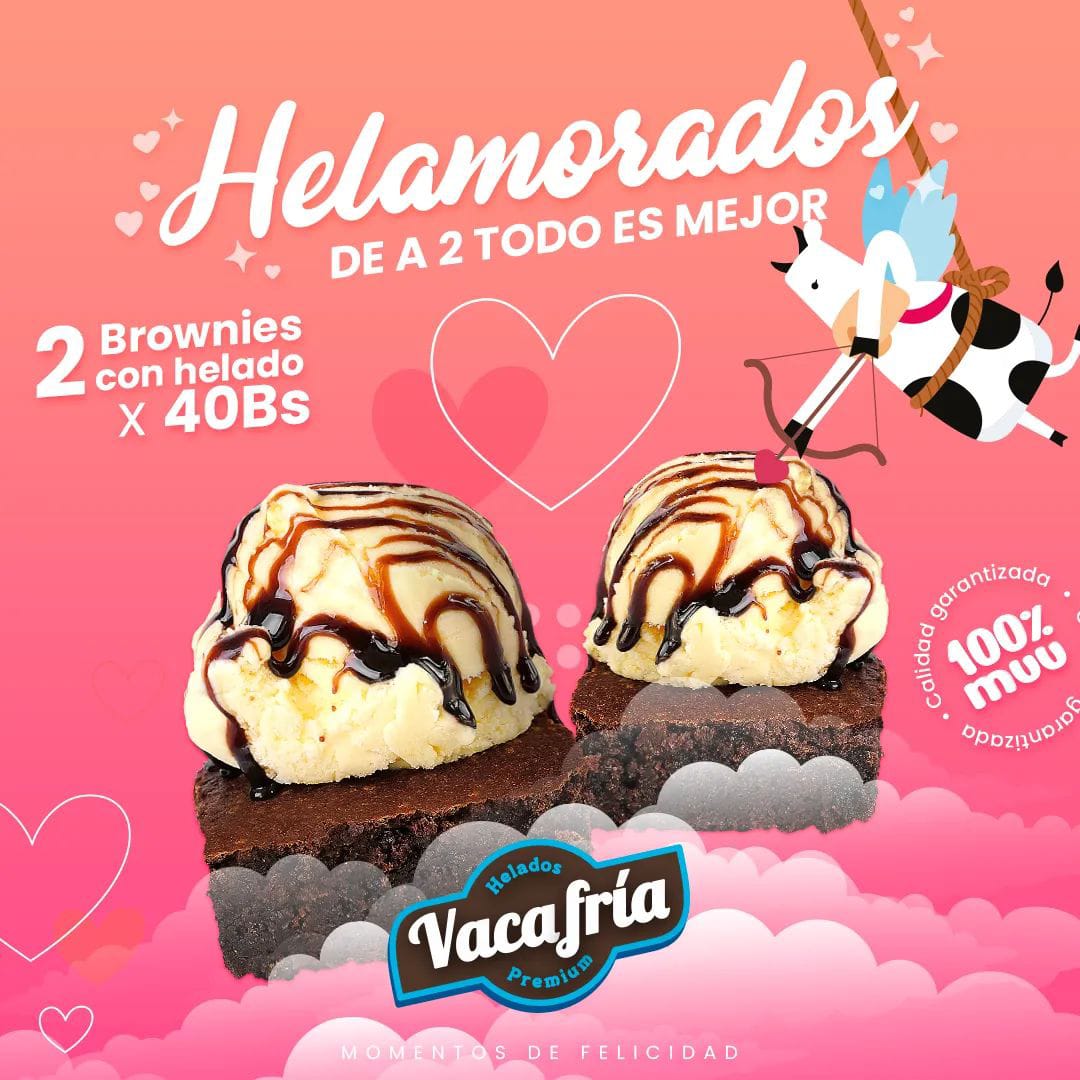 Helamorados
DE A 2 TODO ES MEJOR
2 Brownies
con helado
X 40Bs
Calidad garantizada
100%
muu
garantizada
Helados
Vacafría
Premium
MOMENTOS DE FELICIDAD